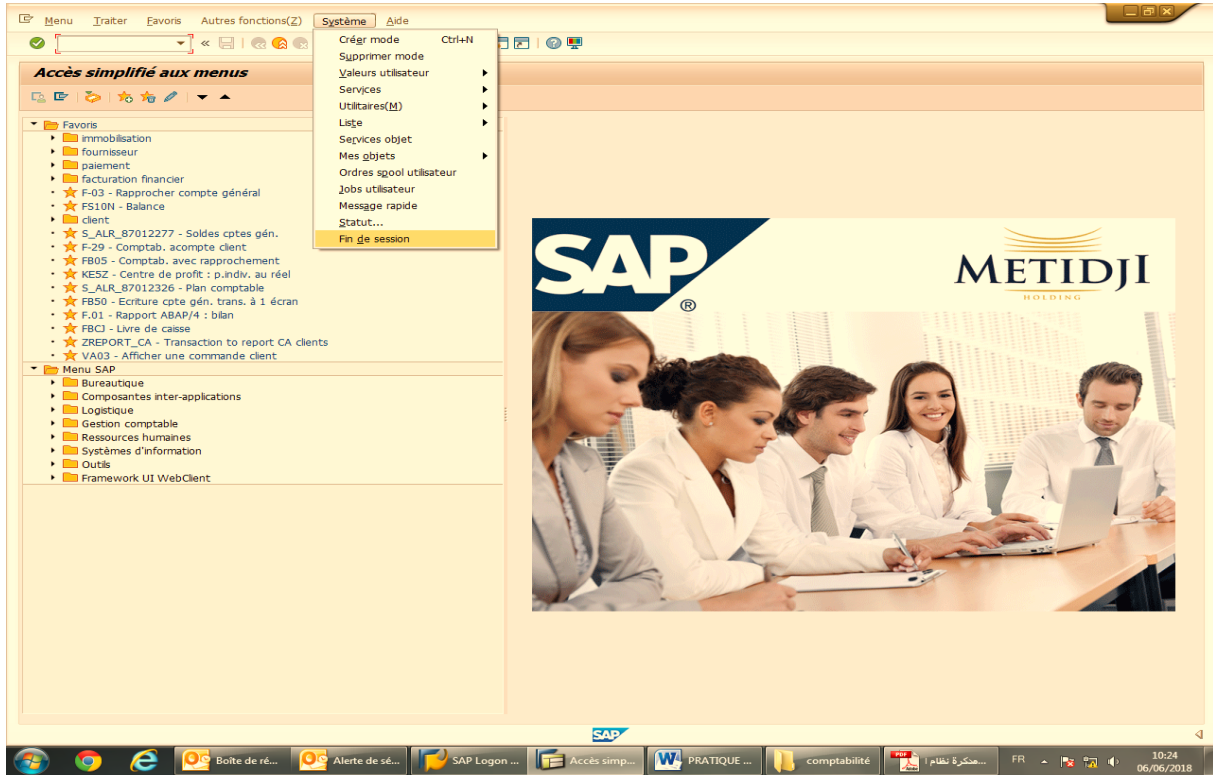 Menu Traiter Favoris Autres fonctions(Z) Système Aide
Créer mode Ctrl+N
Supprimer mode
Valeurs utilisateur
Services
Utilitaires(M)
Liste
Services objet
Mes objets
Ordres spool utilisateur
Jobs utilisateur
Message rapide
Statut...
Fin de session
Accès simplifié aux menus
Favoris
immobilisation
fournisseur
paiement
facturation financier
F-03 - Rapprocher compte général
FS10N - Balance
client
S_ALR_87012277 - Soldes cptes gén.
F-29 - Comptab. acompte client
FB05 - Comptab. avec rapprochement
KE5Z - Centre de profit : p.indiv. au réel
S_ALR_87012326 - Plan comptable
FB50 - Ecriture cpte gén. trans. à 1 écran
F.01 - Rapport ABAP/4 : bilan
FBCJ - Livre de caisse
ZREPORT_CA - Transaction to report CA clients
VA03 - Afficher une commande client
Menu SAP
Bureautique
Composantes inter-applications
Logistique
Gestion comptable
Ressources humaines
Systèmes d'information
Outils
Framework UI WebClient
SAP ®
METIDJI
HOLDING
SAP
Boîte de ré... Alerte de sé... SAP Logon ... Accès simp... PRATIQUE ... comptabilité مذكرة نظام ا... FR 10:24
06/06/2018